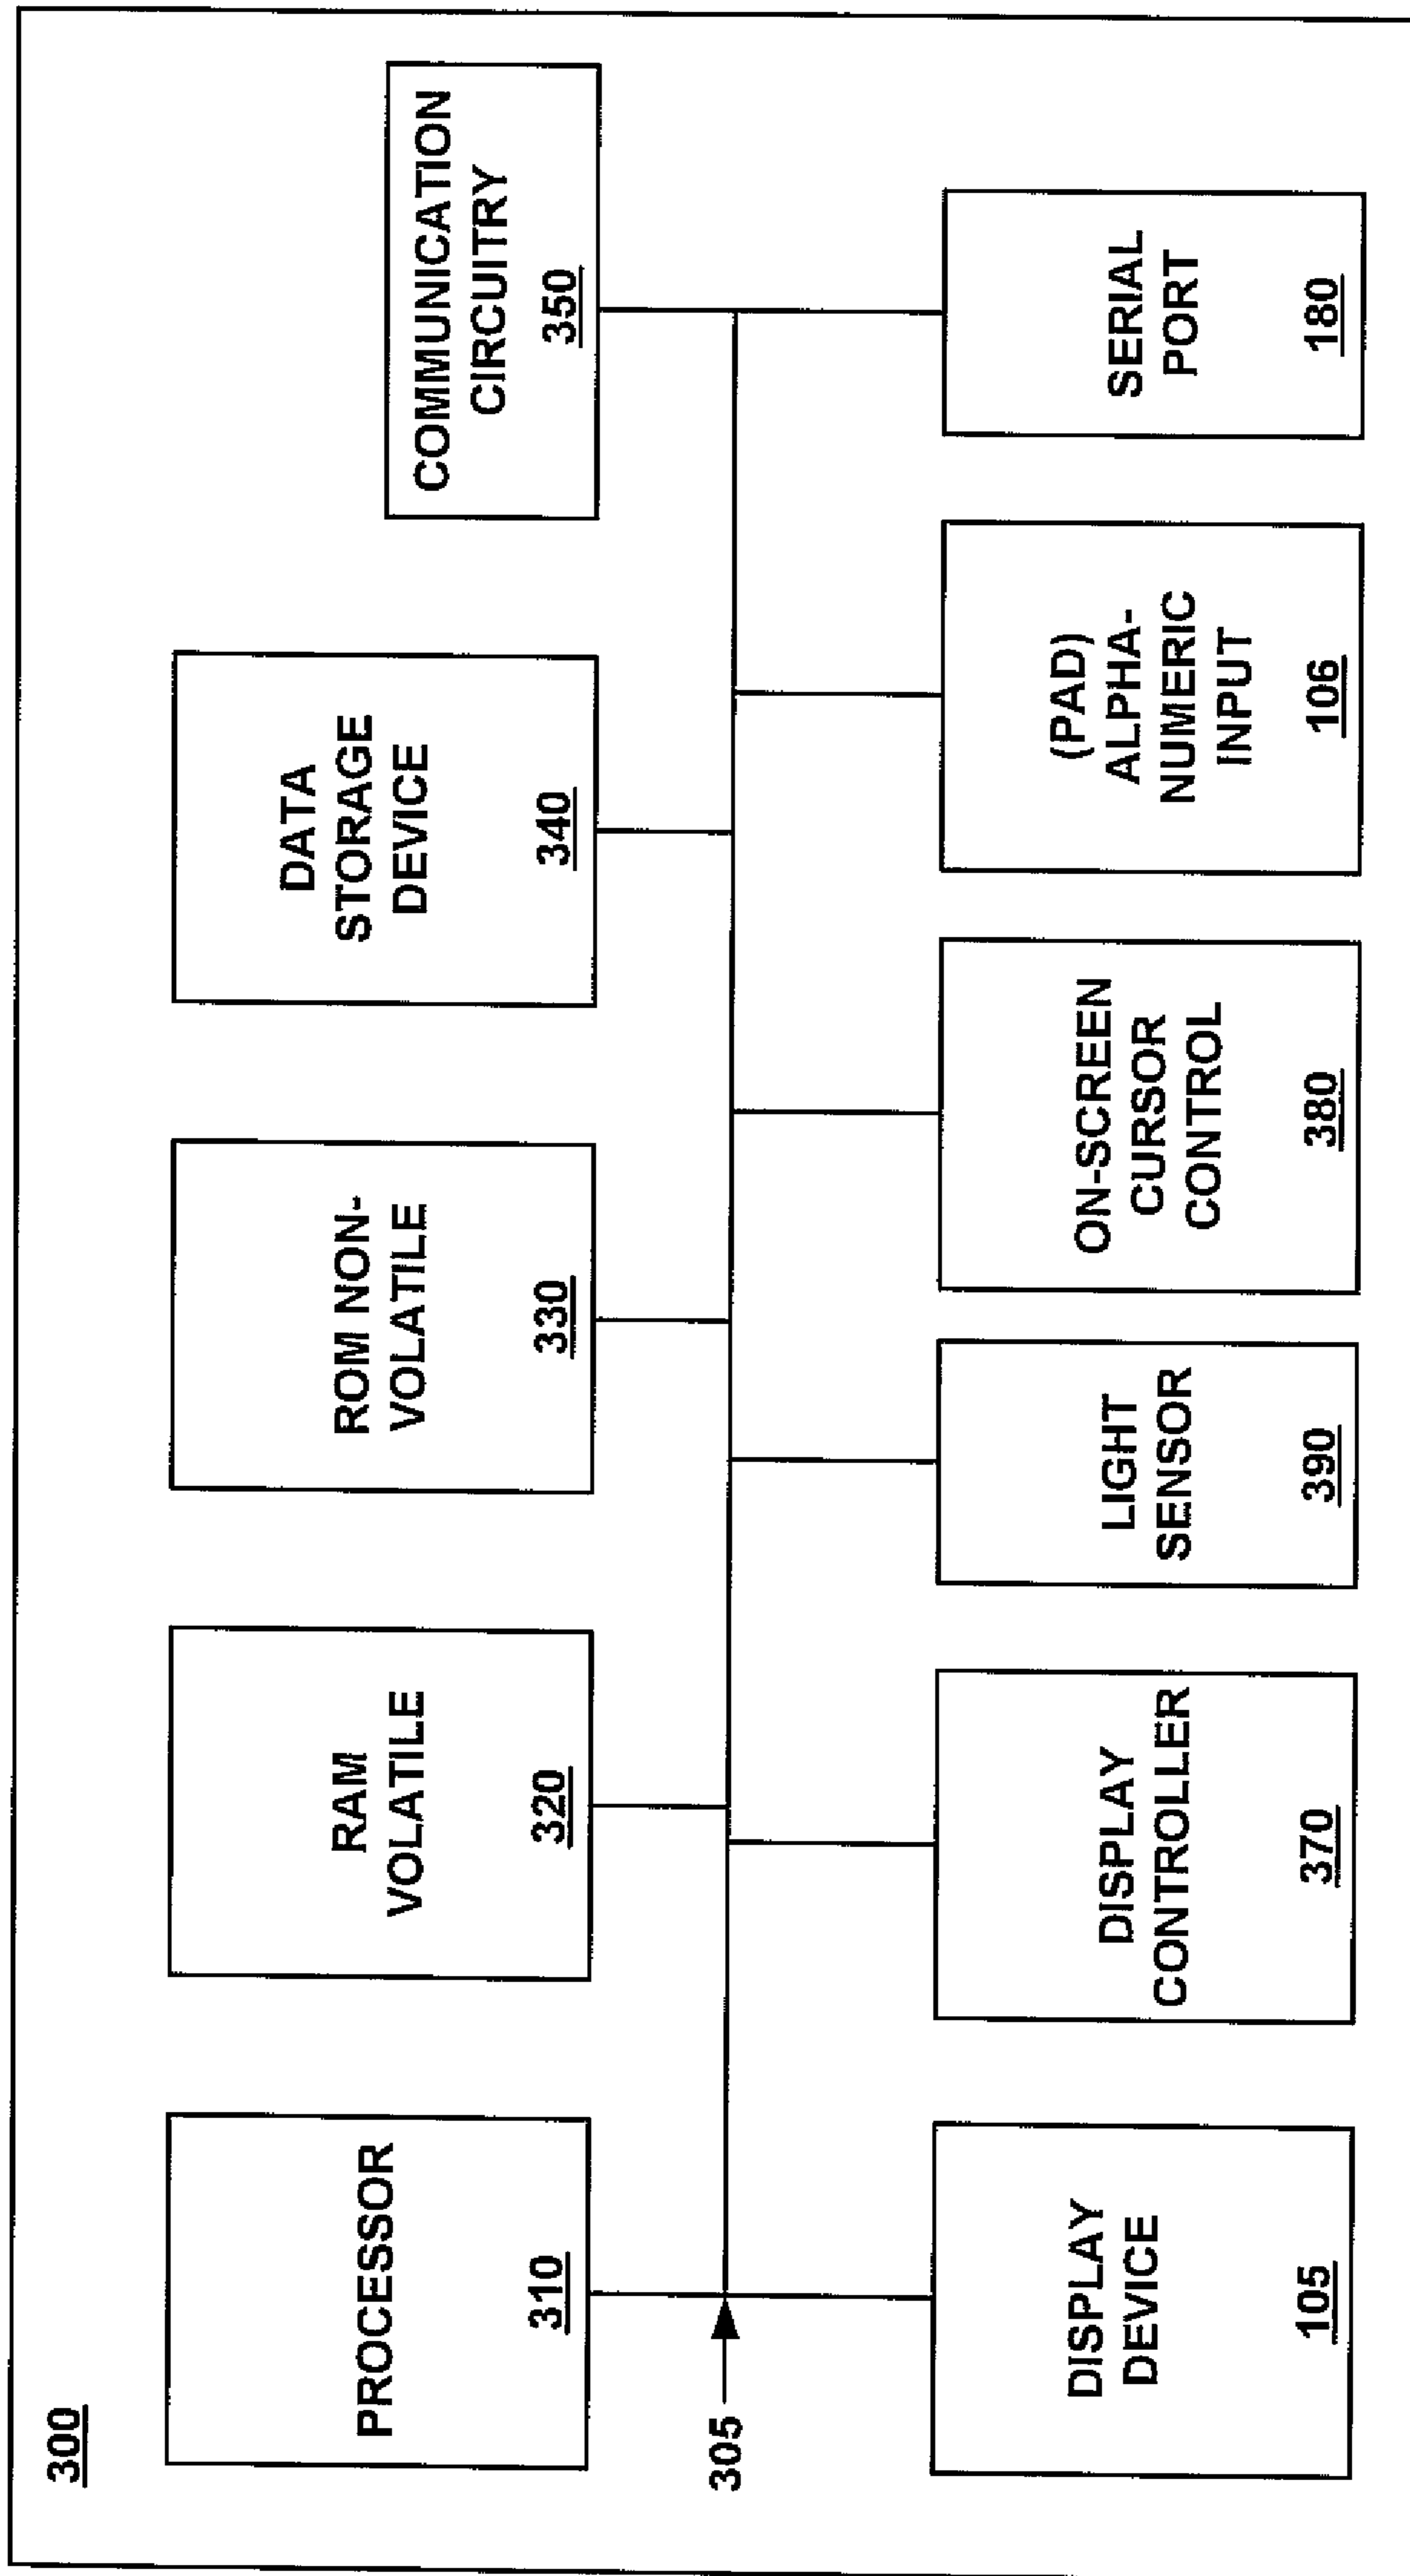 300
PROCESSOR
310
RAM
VOLATILE
320
ROM NON-
VOLATILE
330
DATA
STORAGE
DEVICE
340
COMMUNICATION
CIRCUITRY
350
305
DISPLAY
DEVICE
105
DISPLAY
CONTROLLER
370
LIGHT
SENSOR
390
ON-SCREEN
CURSOR
CONTROL
380
(PAD)
ALPHA-
NUMERIC
INPUT
106
SERIAL
PORT
180